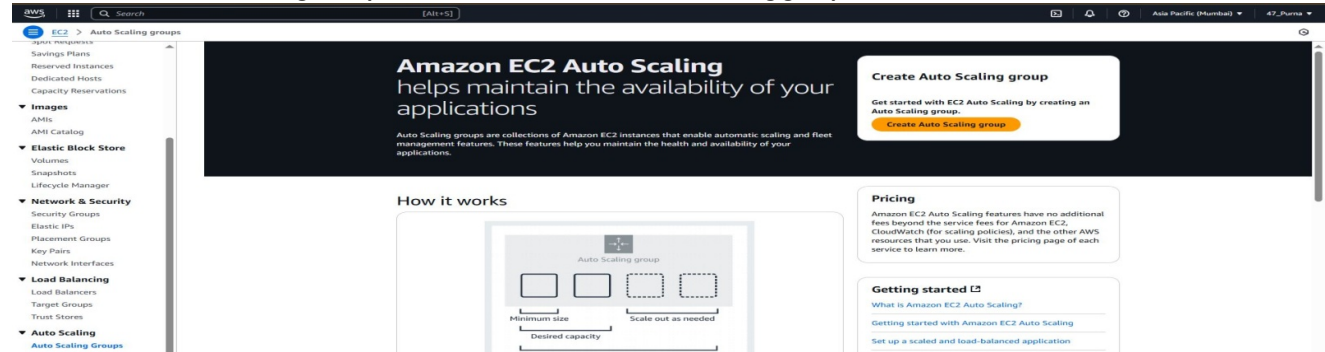 aws
Search
[Alt+S]
Asia Pacific (Mumbai)
47_Purna
EC2 > Auto Scaling groups
Spot Requests
Savings Plans
Reserved Instances
Dedicated Hosts
Capacity Reservations
Images
AMIs
AMI Catalog
Elastic Block Store
Volumes
Snapshots
Lifecycle Manager
Network & Security
Security Groups
Elastic IPs
Placement Groups
Key Pairs
Network Interfaces
Load Balancing
Load Balancers
Target Groups
Trust Stores
Auto Scaling
Auto Scaling Groups
Amazon EC2 Auto Scaling
helps maintain the availability of your
applications
Auto Scaling groups are collections of Amazon EC2 instances that enable automatic scaling and fleet
management features. These features help you maintain the health and availability of your
applications.
Create Auto Scaling group
Get started with EC2 Auto Scaling by creating an
Auto Scaling group.
Create Auto Scaling group
How it works
Auto Scaling group
Minimum size
Scale out as needed
Desired capacity
Pricing
Amazon EC2 Auto Scaling features have no additional
fees beyond the service fees for Amazon EC2,
CloudWatch (for scaling policies), and the other AWS
resources that you use. Visit the pricing page of each
service to learn more.
Getting started
What is Amazon EC2 Auto Scaling?
Getting started with Amazon EC2 Auto Scaling
Set up a scaled and load-balanced application